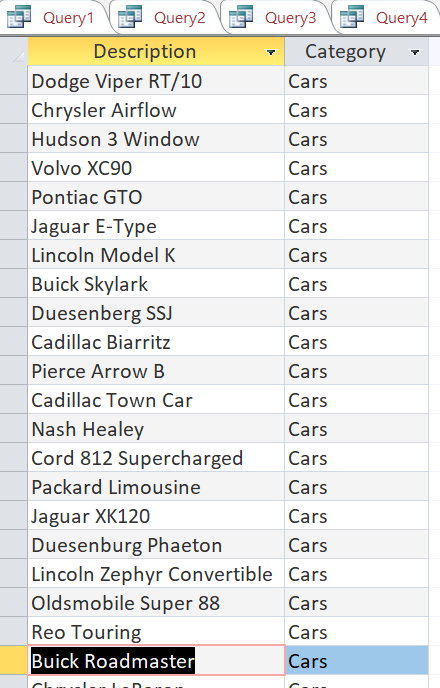 Query1 Query2 Query3 Query4
Description Category
Dodge Viper RT/10 Cars
Chrysler Airflow Cars
Hudson 3 Window Cars
Volvo XC90 Cars
Pontiac GTO Cars
Jaguar E-Type Cars
Lincoln Model K Cars
Buick Skylark Cars
Duesenberg SSJ Cars
Cadillac Biarritz Cars
Pierce Arrow B Cars
Cadillac Town Car Cars
Nash Healey Cars
Cord 812 Supercharged Cars
Packard Limousine Cars
Jaguar XK120 Cars
Duesenburg Phaeton Cars
Lincoln Zephyr Convertible Cars
Oldsmobile Super 88 Cars
Reo Touring Cars
Buick Roadmaster Cars
Chrysler LeBaron Cars